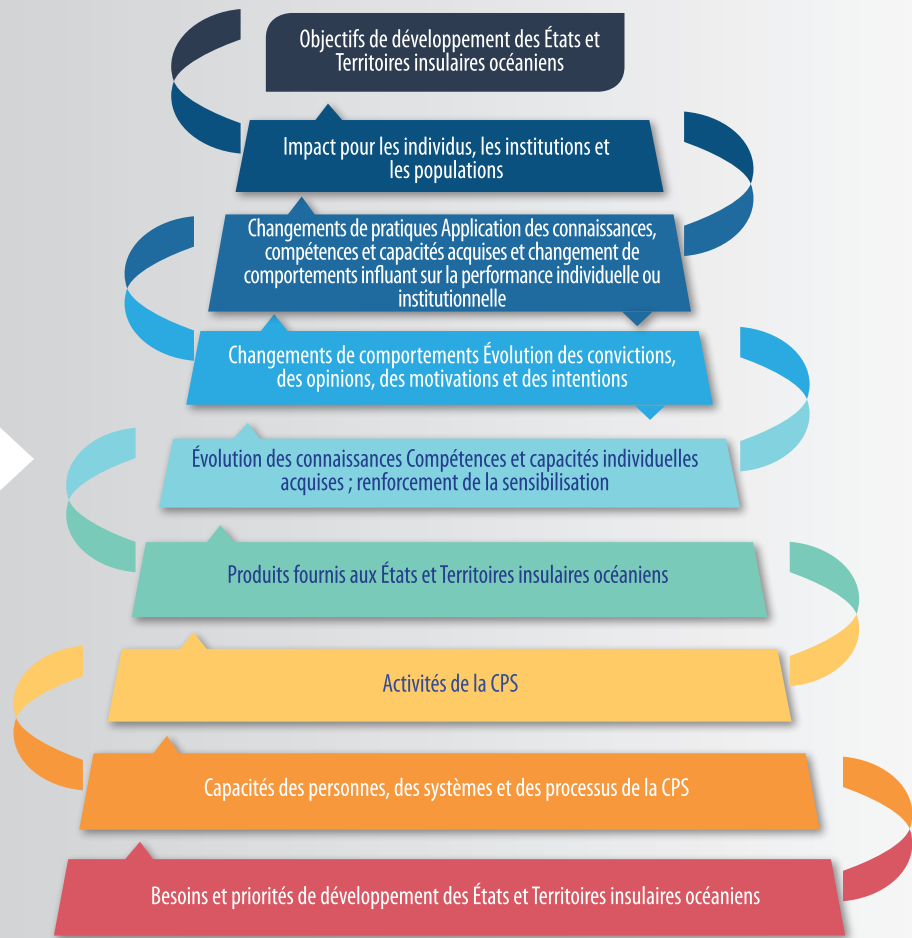 Objectifs de développement des États et
Territoires insulaires océaniens
Impact pour les individus, les institutions et
les populations
Changements de pratiques Application des connaissances,
compétences et capacités acquises et changement de
comportements influant sur la performance individuelle ou
institutionnelle
Changements de comportements Évolution des convictions,
des opinions, des motivations et des intentions
Évolution des connaissances Compétences et capacités individuelles
acquises ; renforcement de la sensibilisation
Produits fournis aux États et Territoires insulaires océaniens
Activités de la CPS
Capacités des personnes, des systèmes et des processus de la CPS
Besoins et priorités de développement des États et Territoires insulaires océaniens